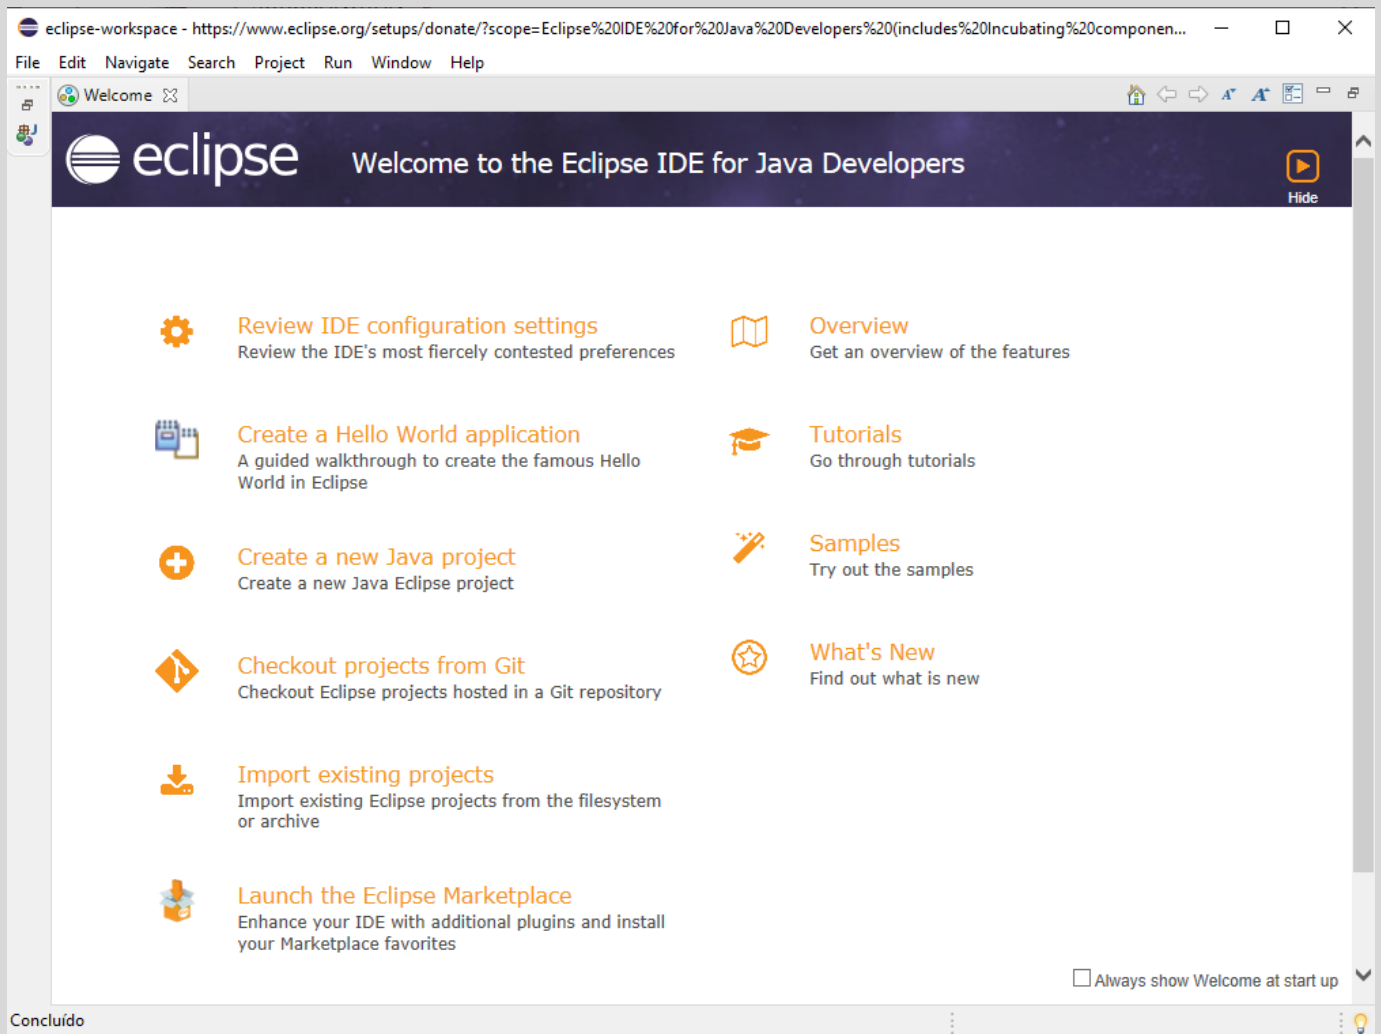 eclipse-workspace - https://www.eclipse.org/setups/donate/?scope=Eclipse%20IDE%20for%20Java%20Developers%20(includes%20Incubating%20componen...
File Edit Navigate Search Project Run Window Help
Welcome
eclipse
Welcome to the Eclipse IDE for Java Developers
Hide
Review IDE configuration settings
Review the IDE's most fiercely contested preferences
Create a Hello World application
A guided walkthrough to create the famous Hello
World in Eclipse
Create a new Java project
Create a new Java Eclipse project
Checkout projects from Git
Checkout Eclipse projects hosted in a Git repository
Import existing projects
Import existing Eclipse projects from the filesystem
or archive
Launch the Eclipse Marketplace
Enhance your IDE with additional plugins and install
your Marketplace favorites
Overview
Get an overview of the features
Tutorials
Go through tutorials
Samples
Try out the samples
What's New
Find out what is new
Always show Welcome at start up
Concluído